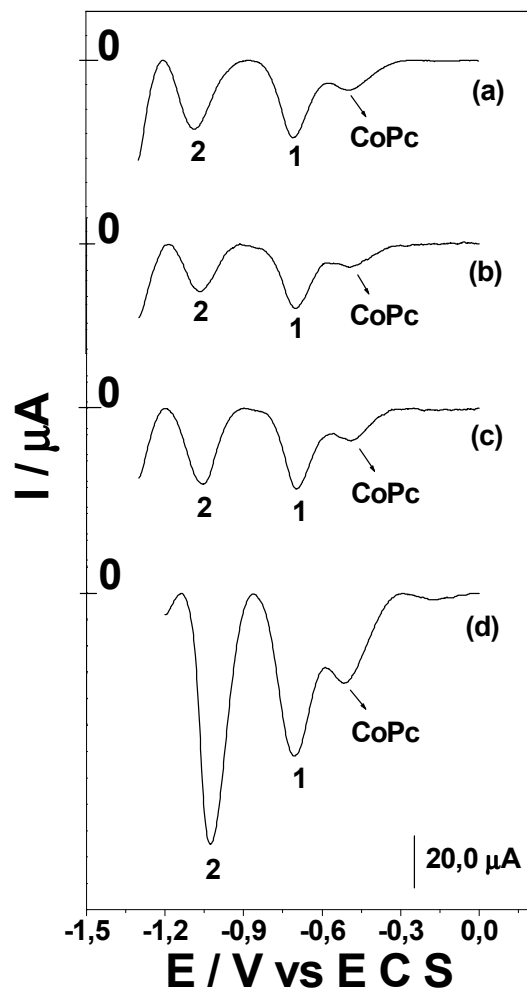 0
(a)
CoPc
2
1
0
(b)
CoPc
2
1
0
(c)
CoPc
2
1
0
(d)
CoPc
1
2
20,0 μA
I / μA
-1,5 -1,2 -0,9 -0,6 -0,3 0,0
E / V vs E C S